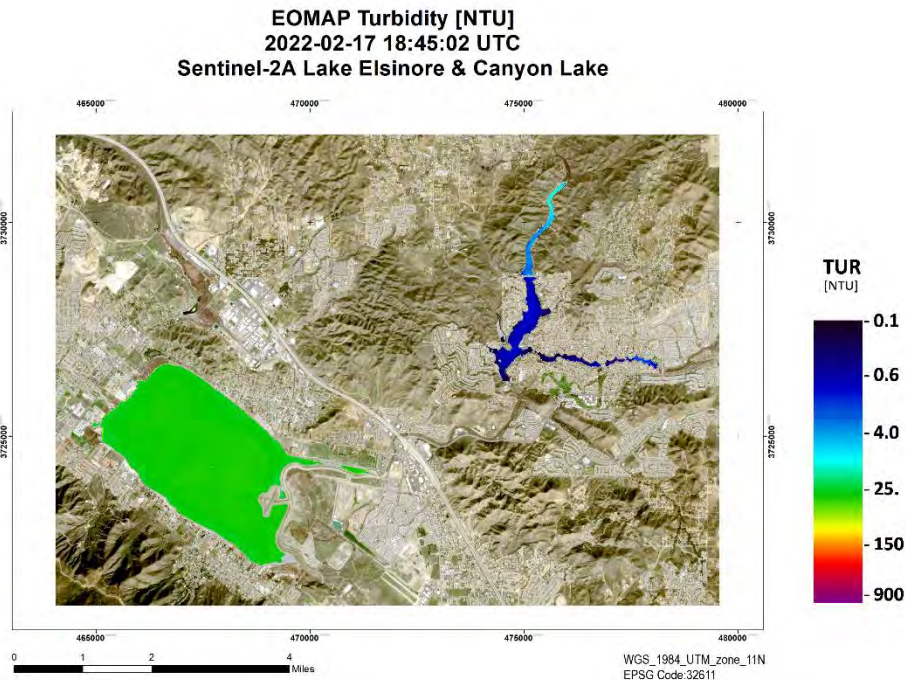 EOMAP Turbidity [NTU]
2022-02-17 18:45:02 UTC
Sentinel-2A Lake Elsinore & Canyon Lake
465000 470000 475000 480000
3730000 3730000
3725000 3725000
TUR
[NTU]
0.1
0.6
4.0
25.
150
900
465000 470000 475000 480000
0 1 2 4
Miles
WGS_1984_UTM_zone_11N
EPSG Code:32611